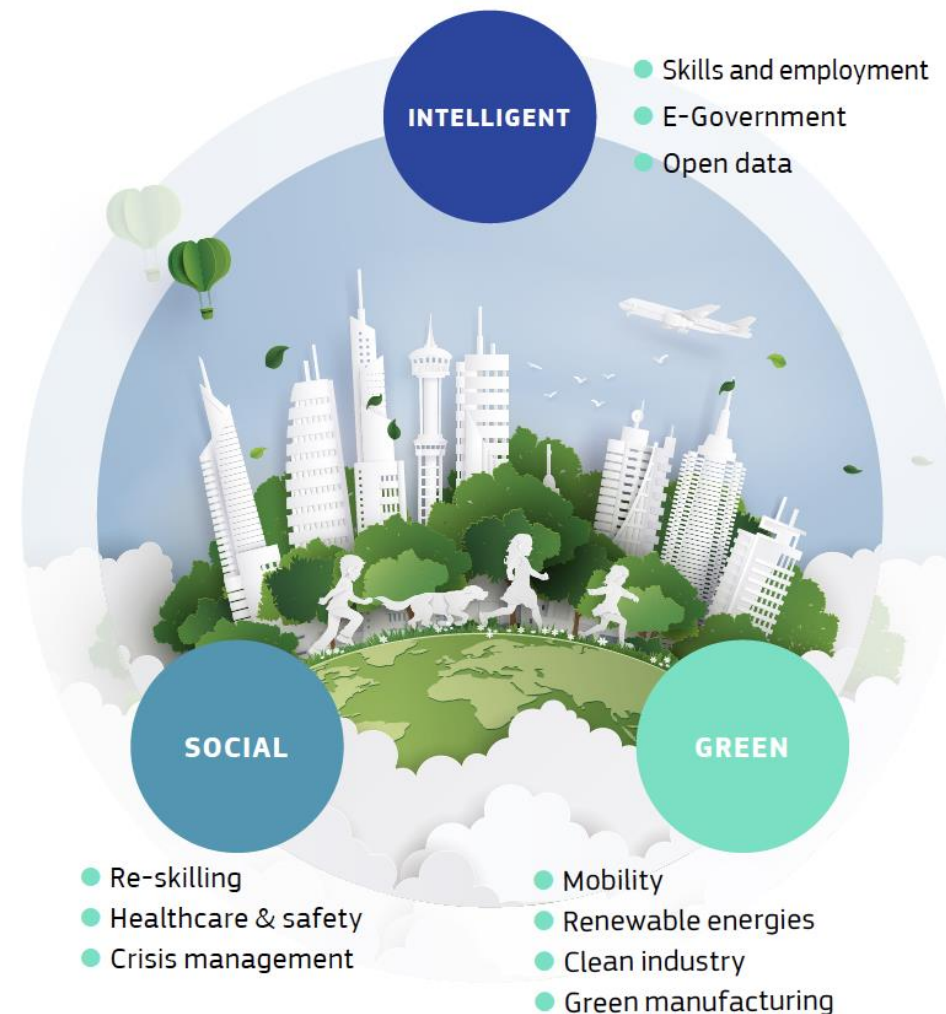 INTELLIGENT
Skills and employment
E-Government
Open data
SOCIAL
Re-skilling
Healthcare & safety
Crisis management
GREEN
Mobility
Renewable energies
Clean industry
Green manufacturing